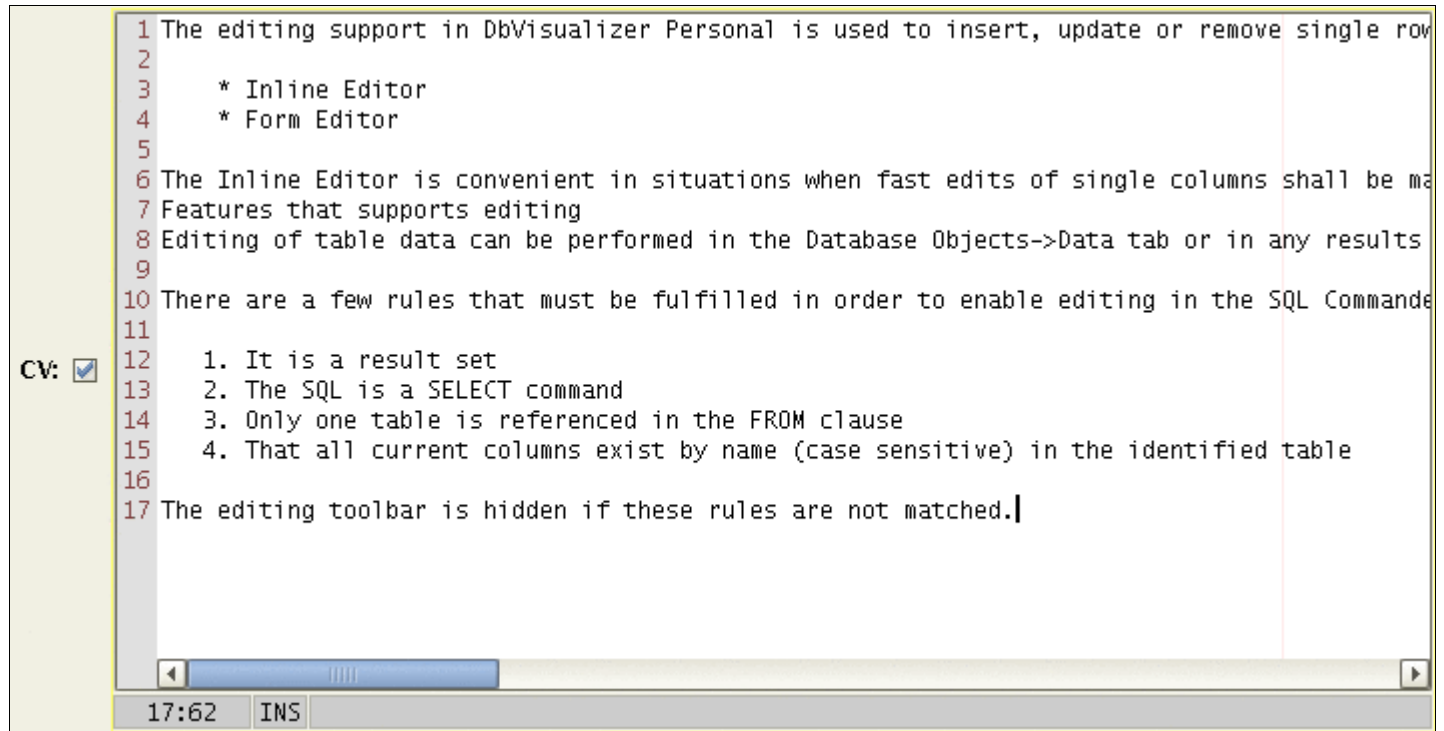 1 The editing support in DbVisualizer Personal is used to insert, update or remove single row
2
3 * Inline Editor
4 * Form Editor
5
6 The Inline Editor is convenient in situations when fast edits of single columns shall be ma
7 Features that supports editing
8 Editing of table data can be performed in the Database Objects->Data tab or in any results
9
10 There are a few rules that must be fulfilled in order to enable editing in the SQL Commande
11
CV:
12 1. It is a result set
13 2. The SQL is a SELECT command
14 3. Only one table is referenced in the FROM clause
15 4. That all current columns exist by name (case sensitive) in the identified table
16
17 The editing toolbar is hidden if these rules are not matched.
17:62 INS